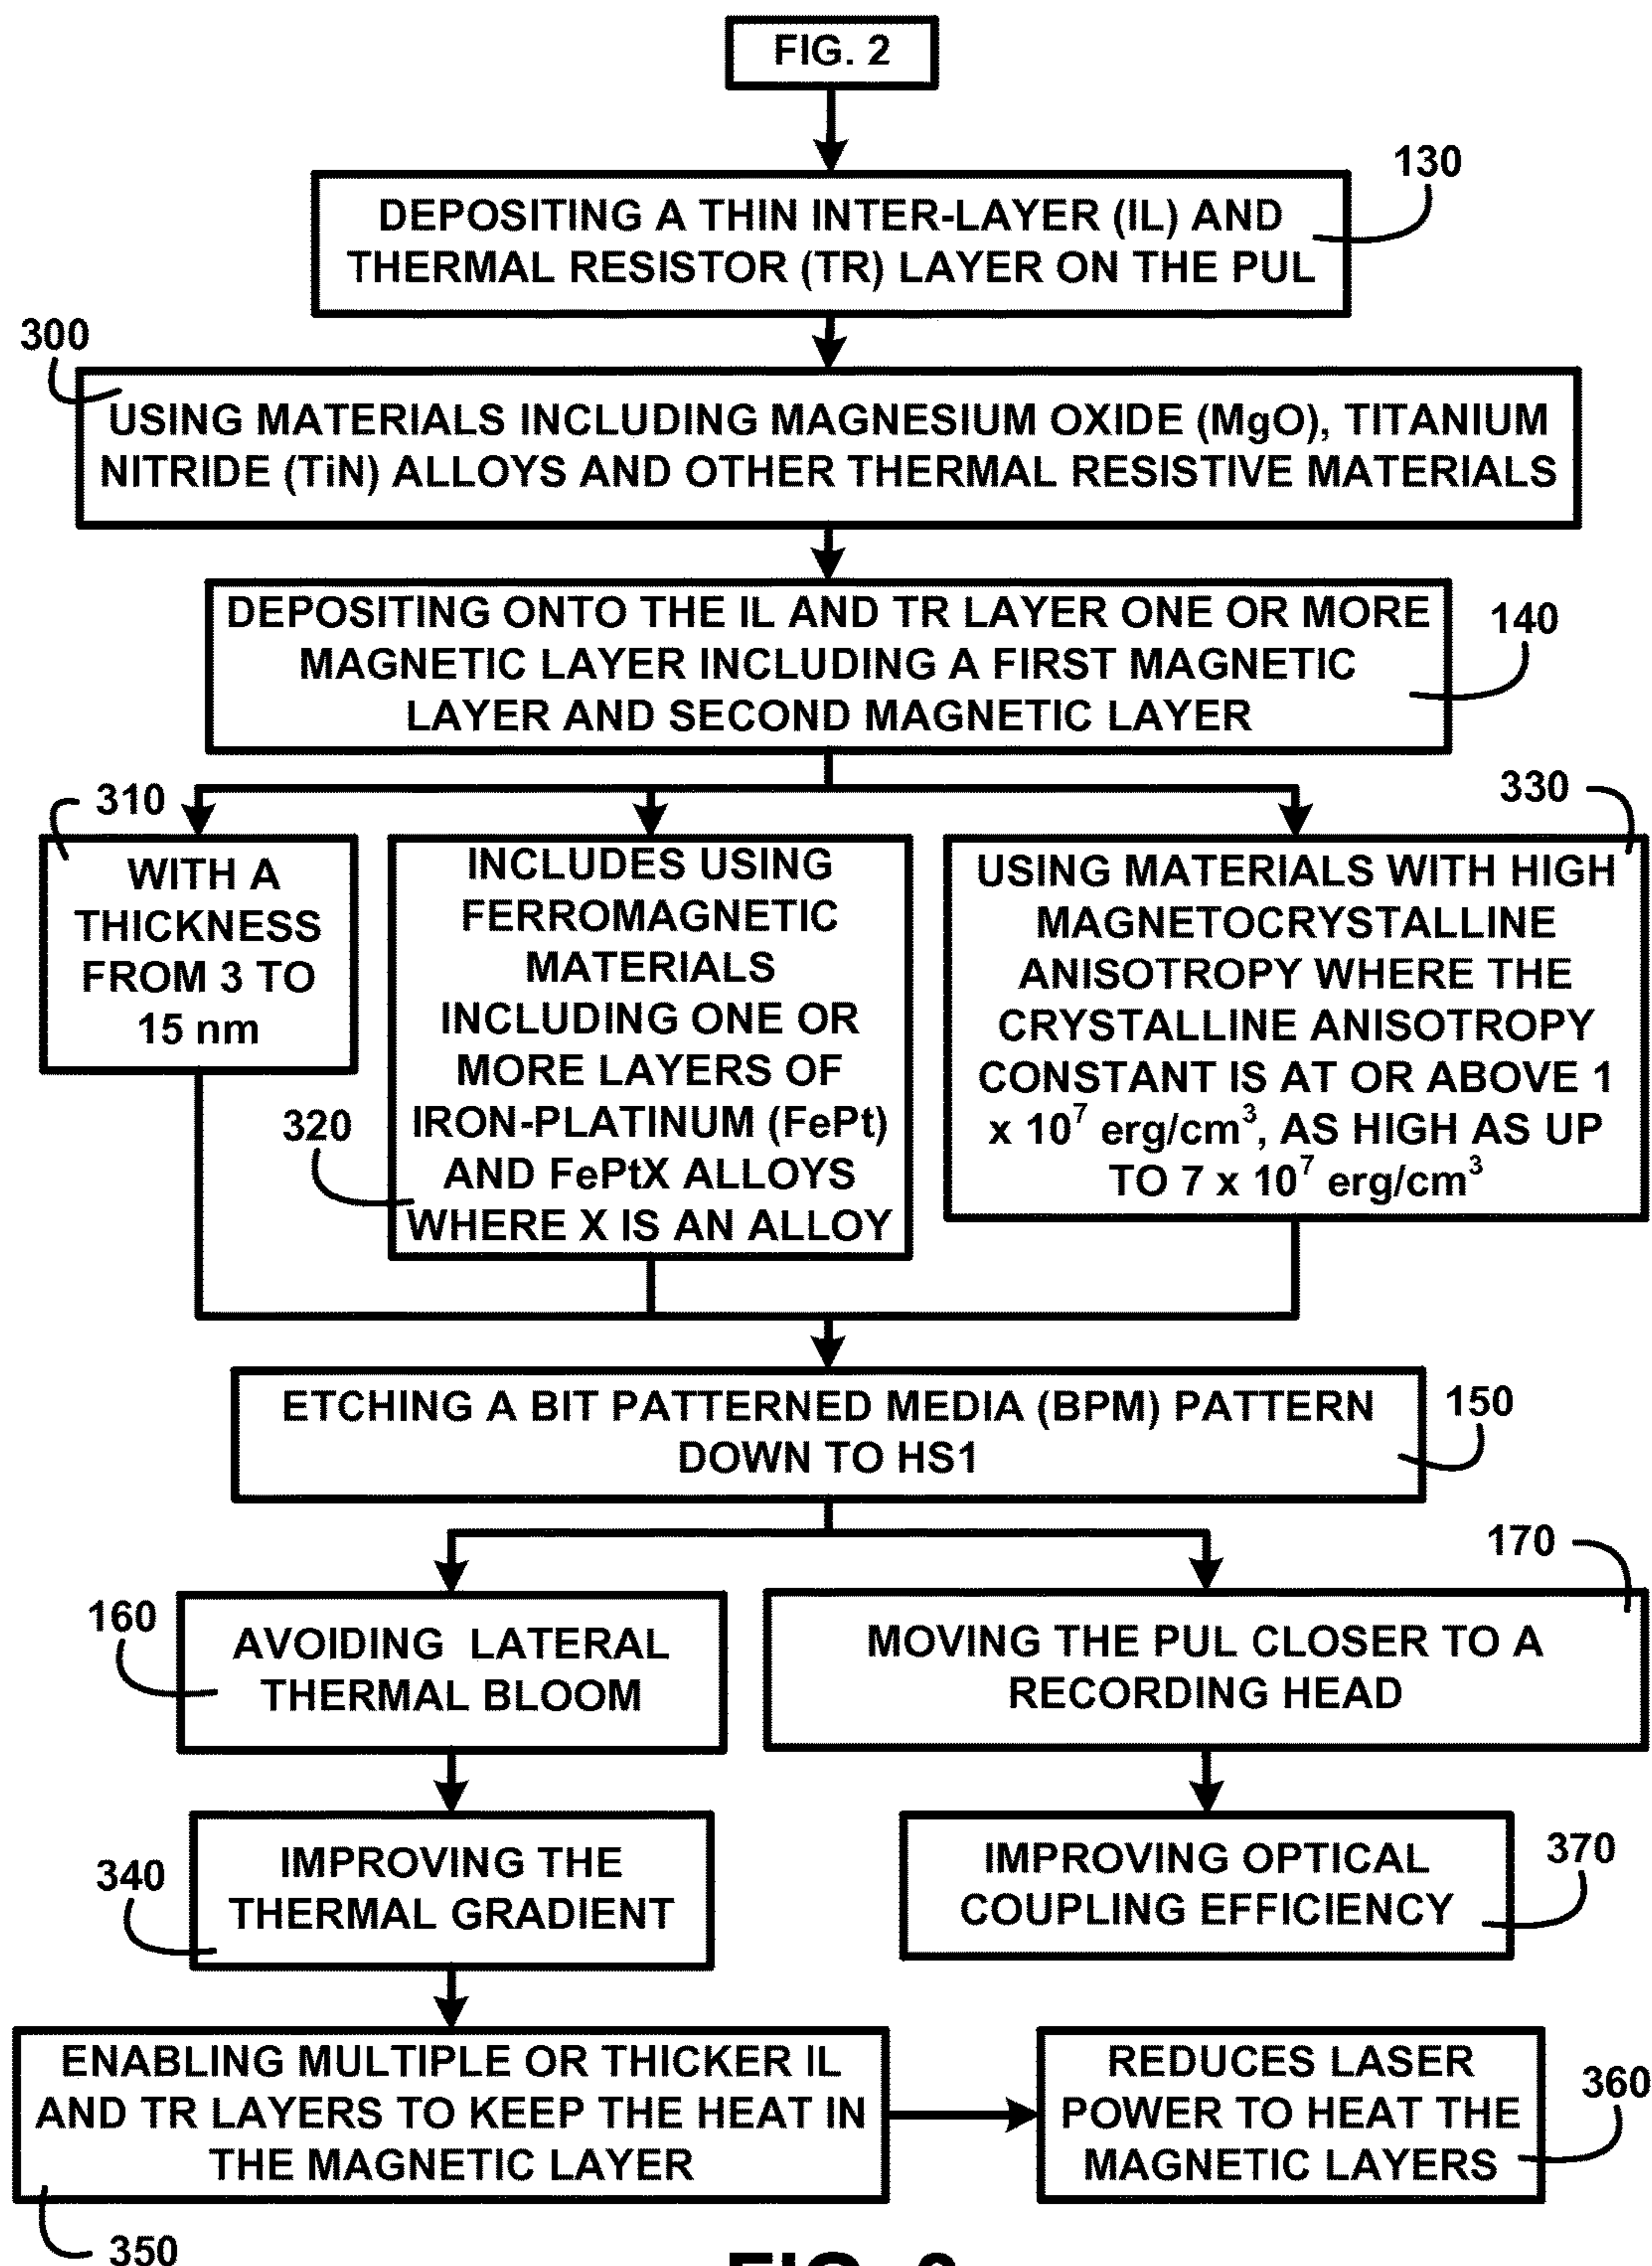 FIG. 2
130
DEPOSITING A THIN INTER-LAYER (IL) AND
THERMAL RESISTOR (TR) LAYER ON THE PUL
300
USING MATERIALS INCLUDING MAGNESIUM OXIDE (MgO), TITANIUM
NITRIDE (TiN) ALLOYS AND OTHER THERMAL RESISTIVE MATERIALS
DEPOSITING ONTO THE IL AND TR LAYER ONE OR MORE
MAGNETIC LAYER INCLUDING A FIRST MAGNETIC
LAYER AND SECOND MAGNETIC LAYER
140
310
WITH A
THICKNESS
FROM 3 TO
15 nm
INCLUDES USING
FERROMAGNETIC
MATERIALS
INCLUDING ONE OR
MORE LAYERS OF
IRON-PLATINUM (FePt)
AND FePtX ALLOYS
WHERE X IS AN ALLOY
320
330
USING MATERIALS WITH HIGH
MAGNETOCRYSTALLINE
ANISOTROPY WHERE THE
CRYSTALLINE ANISOTROPY
CONSTANT IS AT OR ABOVE 1
x 10⁷ erg/cm³, AS HIGH AS UP
TO 7 x 10⁷ erg/cm³
ETCHING A BIT PATTERNED MEDIA (BPM) PATTERN
DOWN TO HS1
150
160
AVOIDING LATERAL
THERMAL BLOOM
170
MOVING THE PUL CLOSER TO A
RECORDING HEAD
340
IMPROVING THE
THERMAL GRADIENT
IMPROVING OPTICAL
COUPLING EFFICIENCY
370
ENABLING MULTIPLE OR THICKER IL
AND TR LAYERS TO KEEP THE HEAT IN
THE MAGNETIC LAYER
350
REDUCES LASER
POWER TO HEAT THE
MAGNETIC LAYERS
360
FIG.